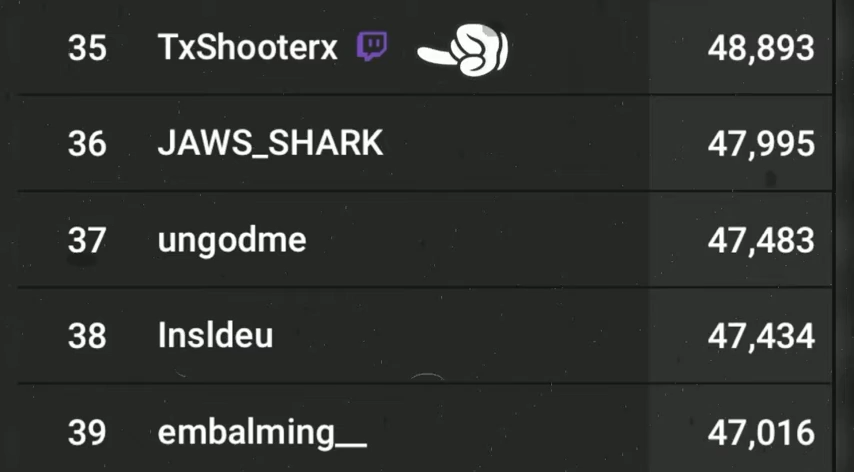 35 TxShooterx 48,893
36 JAWS_SHARK 47,995
37 ungodme 47,483
38 Insldeu 47,434
39 embalming__ 47,016